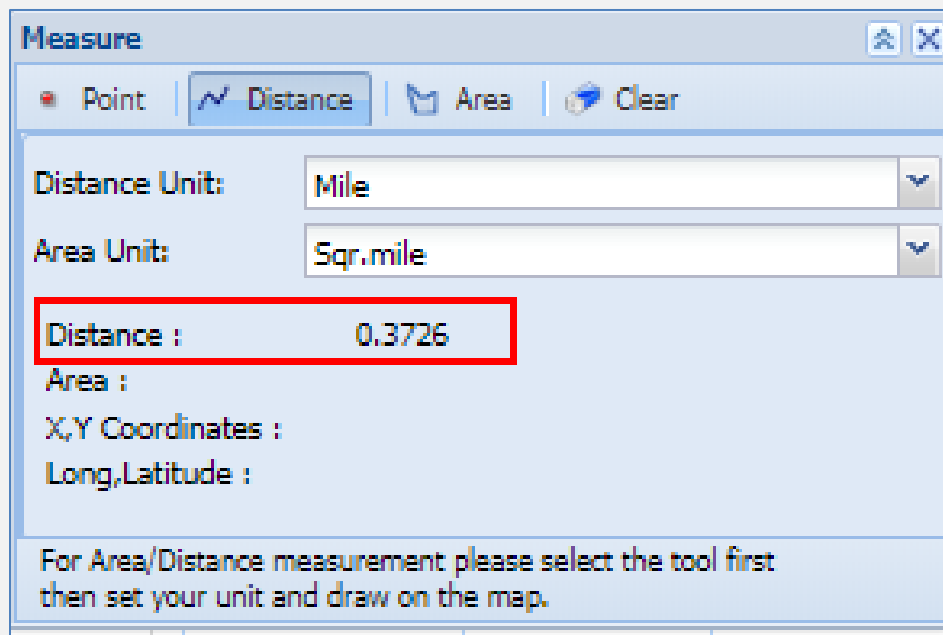 Measure
Point Distance Area Clear
Distance Unit: Mile
Area Unit: Sqr.mile
Distance : 0.3726
Area :
X,Y Coordinates :
Long,Latitude :
For Area/Distance measurement please select the tool first
then set your unit and draw on the map.